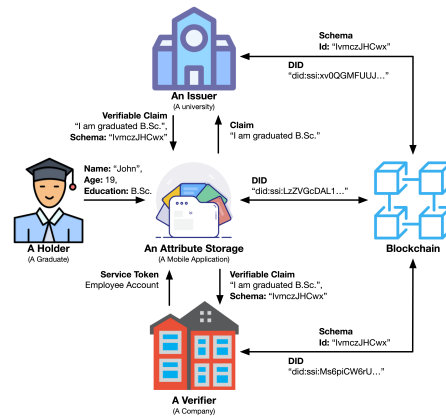 Schema
Id: "IvmczJHCwx"
DID
"did:ssi:xv0QGMFUUJ…"
An Issuer
(A university)
Verifiable Claim
"I am graduated B.Sc.",
Schema: "IvmczJHCwx"
Claim
"I am graduated B.Sc."
Name: "John",
Age: 19,
Education: B.Sc.
DID
"did:ssi:LzZVGcDAL1…"
A Holder
(A Graduate)
An Attribute Storage
(A Mobile Application)
Blockchain
Service Token
Employee Account
Verifiable Claim
"I am graduated B.Sc.",
Schema: "IvmczJHCwx"
Schema
Id: "IvmczJHCwx"
DID
"did:ssi:Ms6piCW6rU…"
A Verifier
(A Company)